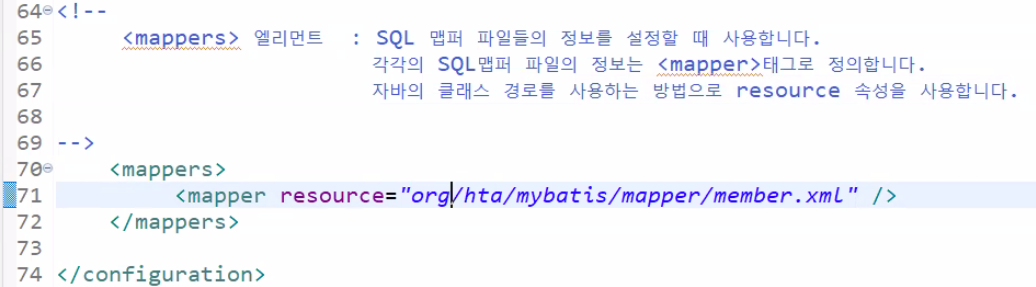 64 <!--
65 <mappers> 엘리먼트 : SQL 맵퍼 파일들의 정보를 설정할 때 사용합니다.
66 각각의 SQL맵퍼 파일의 정보는 <mapper>태그로 정의합니다.
67 자바의 클래스 경로를 사용하는 방법으로 resource 속성을 사용합니다.
68
69 -->
70 <mappers>
71 <mapper resource="org/hta/mybatis/mapper/member.xml" />
72 </mappers>
73
74 </configuration>